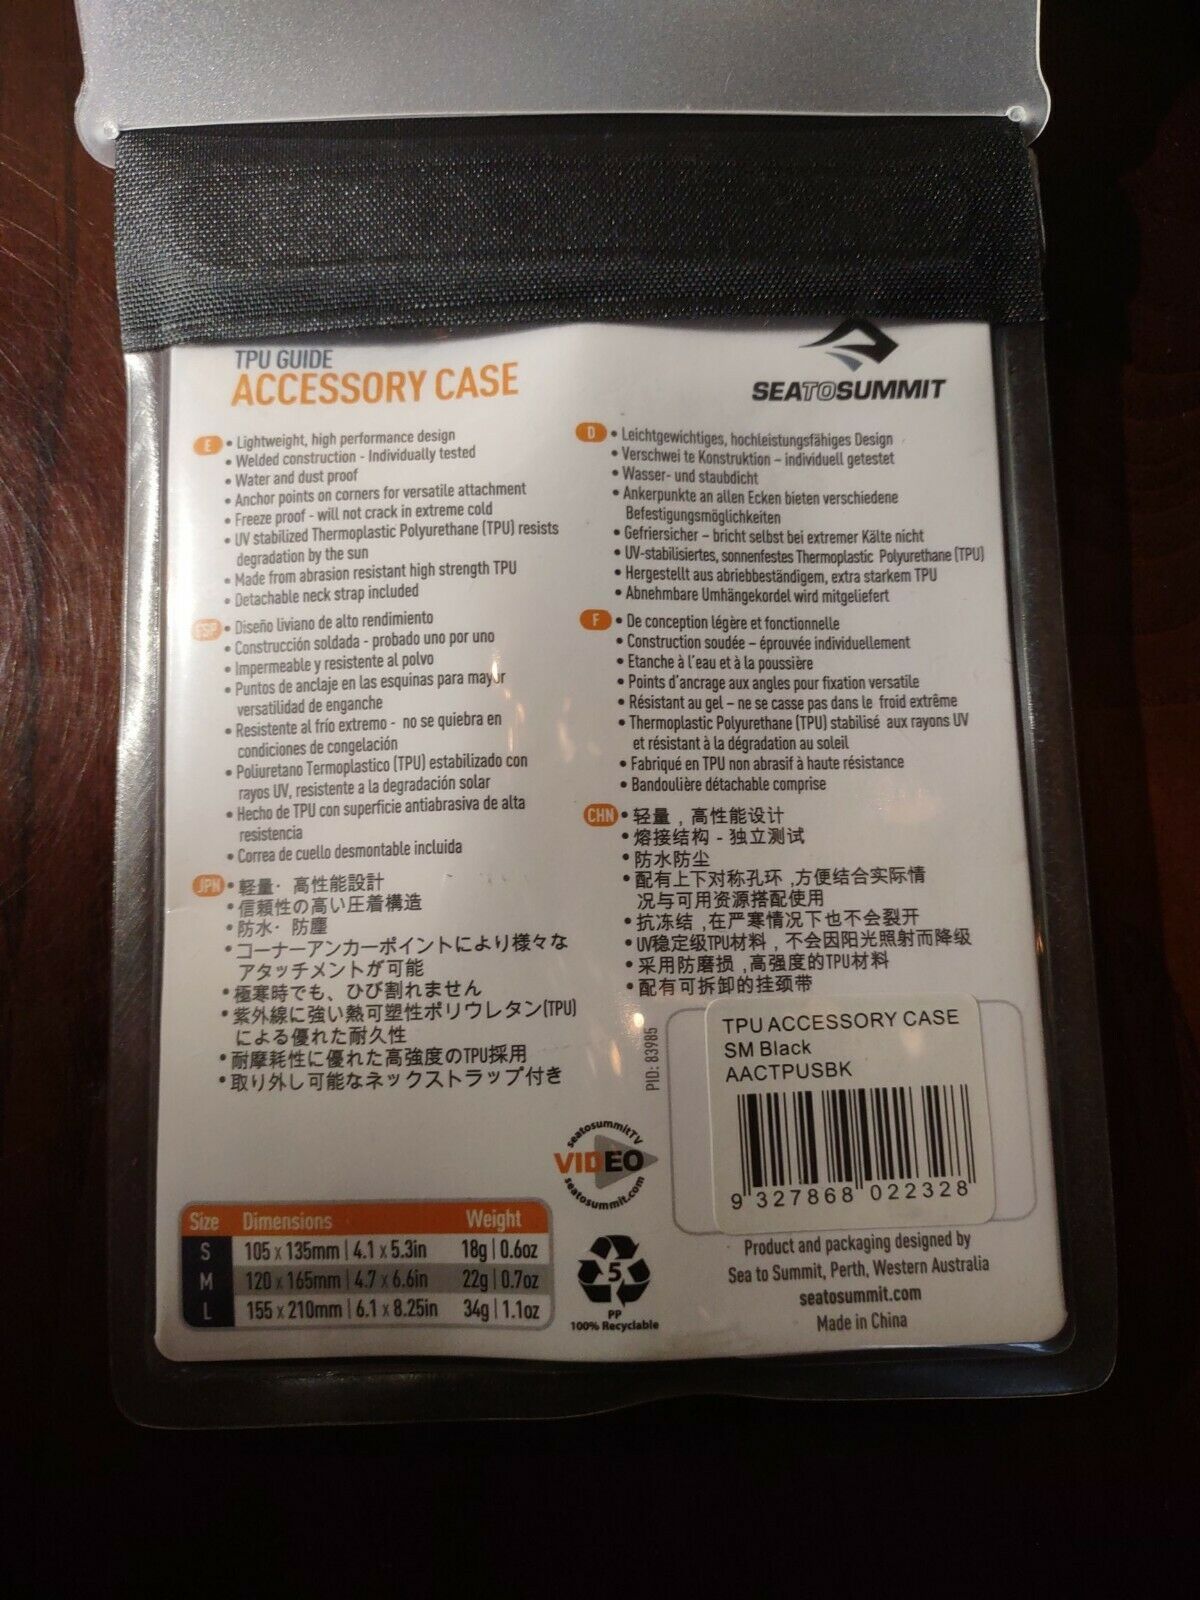 TPU GUIDE
ACCESSORY CASE
SEATOSUMMIT
E
• Lightweight, high performance design
• Welded construction - Individually tested
• Water and dust proof
• Anchor points on corners for versatile attachment
• Freeze proof - will not crack in extreme cold
• UV stabilized Thermoplastic Polyurethane (TPU) resists
degradation by the sun
• Made from abrasion resistant high strength TPU
• Detachable neck strap included
ESP
• Diseño liviano de alto rendimiento
• Construcción soldada - probado uno por uno
• Impermeable y resistente al polvo
• Puntos de anclaje en las esquinas para mayor
versatilidad de enganche
• Resistente al frío extremo - no se quiebra en
condiciones de congelación
• Poliuretano Termoplastico (TPU) estabilizado con
rayos UV, resistente a la degradación solar
• Hecho de TPU con superficie antiabrasiva de alta
resistencia
• Correa de cuello desmontable incluida
JPN
• 軽量· 高性能設計
• 信頼性の高い圧着構造
• 防水· 防塵
• コーナーアンカーポイントにより様々な
アタッチメントが可能
• 極寒時でも、ひび割れません
• 紫外線に強い熱可塑性ポリウレタン(TPU)
による優れた耐久性
• 耐摩耗性に優れた高強度のTPU採用
• 取り外し可能なネックストラップ付き
D
• Leichtgewichtiges, hochleistungsfähiges Design
• Verschwei te Konstruktion – individuell getestet
• Wasser- und staubdicht
• Ankerpunkte an allen Ecken bieten verschiedene
Befestigungsmöglichkeiten
• Gefriersicher – bricht selbst bei extremer Kälte nicht
• UV-stabilisiertes, sonnenfestes Thermoplastic Polyurethane (TPU)
• Hergestellt aus abriebbeständigem, extra starkem TPU
• Abnehmbare Umhängekordel wird mitgeliefert
F
• De conception légère et fonctionnelle
• Construction soudée – éprouvée individuellement
• Etanche à l'eau et à la poussière
• Points d'ancrage aux angles pour fixation versatile
• Résistant au gel – ne se casse pas dans le froid extrême
• Thermoplastic Polyurethane (TPU) stabilisé aux rayons UV
et résistant à la dégradation au soleil
• Fabriqué en TPU non abrasif à haute résistance
• Bandoulière détachable comprise
CHN
• 轻量，高性能设计
• 熔接结构 - 独立测试
• 防水防尘
• 配有上下对称孔环 ,方便结合实际情
况与可用资源搭配使用
• 抗冻结 ,在严寒情况下也不会裂开
• UV稳定级TPU材料，不会因阳光照射而降级
• 采用防磨损 ,高强度的TPU材料
• 配有可拆卸的挂颈带
PID: 83985
TPU ACCESSORY CASE
SM Black
AACTPUSBK
9 327868 022328
seatosummitTV
VIDEO
seatosummit.com
Size Dimensions Weight
S 105 x 135mm | 4.1 x 5.3in 18g | 0.6oz
M 120 x 165mm | 4.7 x 6.6in 22g | 0.7oz
L 155 x 210mm | 6.1 x 8.25in 34g | 1.1oz
5
PP
100% Recyclable
Product and packaging designed by
Sea to Summit, Perth, Western Australia
seatosummit.com
Made in China